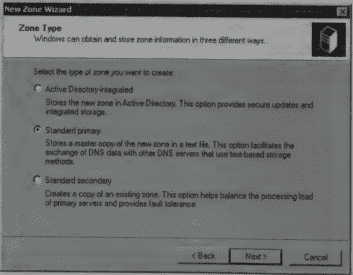 New Zone Wizard
Zone Type
Windows can obtain and store zone information in three different ways.
Select the type of zone you want to create:
Active Directory-integrated
Stores the new zone in Active Directory. This option provides secure updates and
integrated storage.
Standard primary
Stores a master copy of the new zone in a text file. This option facilitates the
exchange of DNS data with other DNS servers that use text-based storage
methods.
Standard secondary
Creates a copy of an existing zone. This option helps balance the processing load
of primary servers and provides fault tolerance.
< Back Next > Cancel